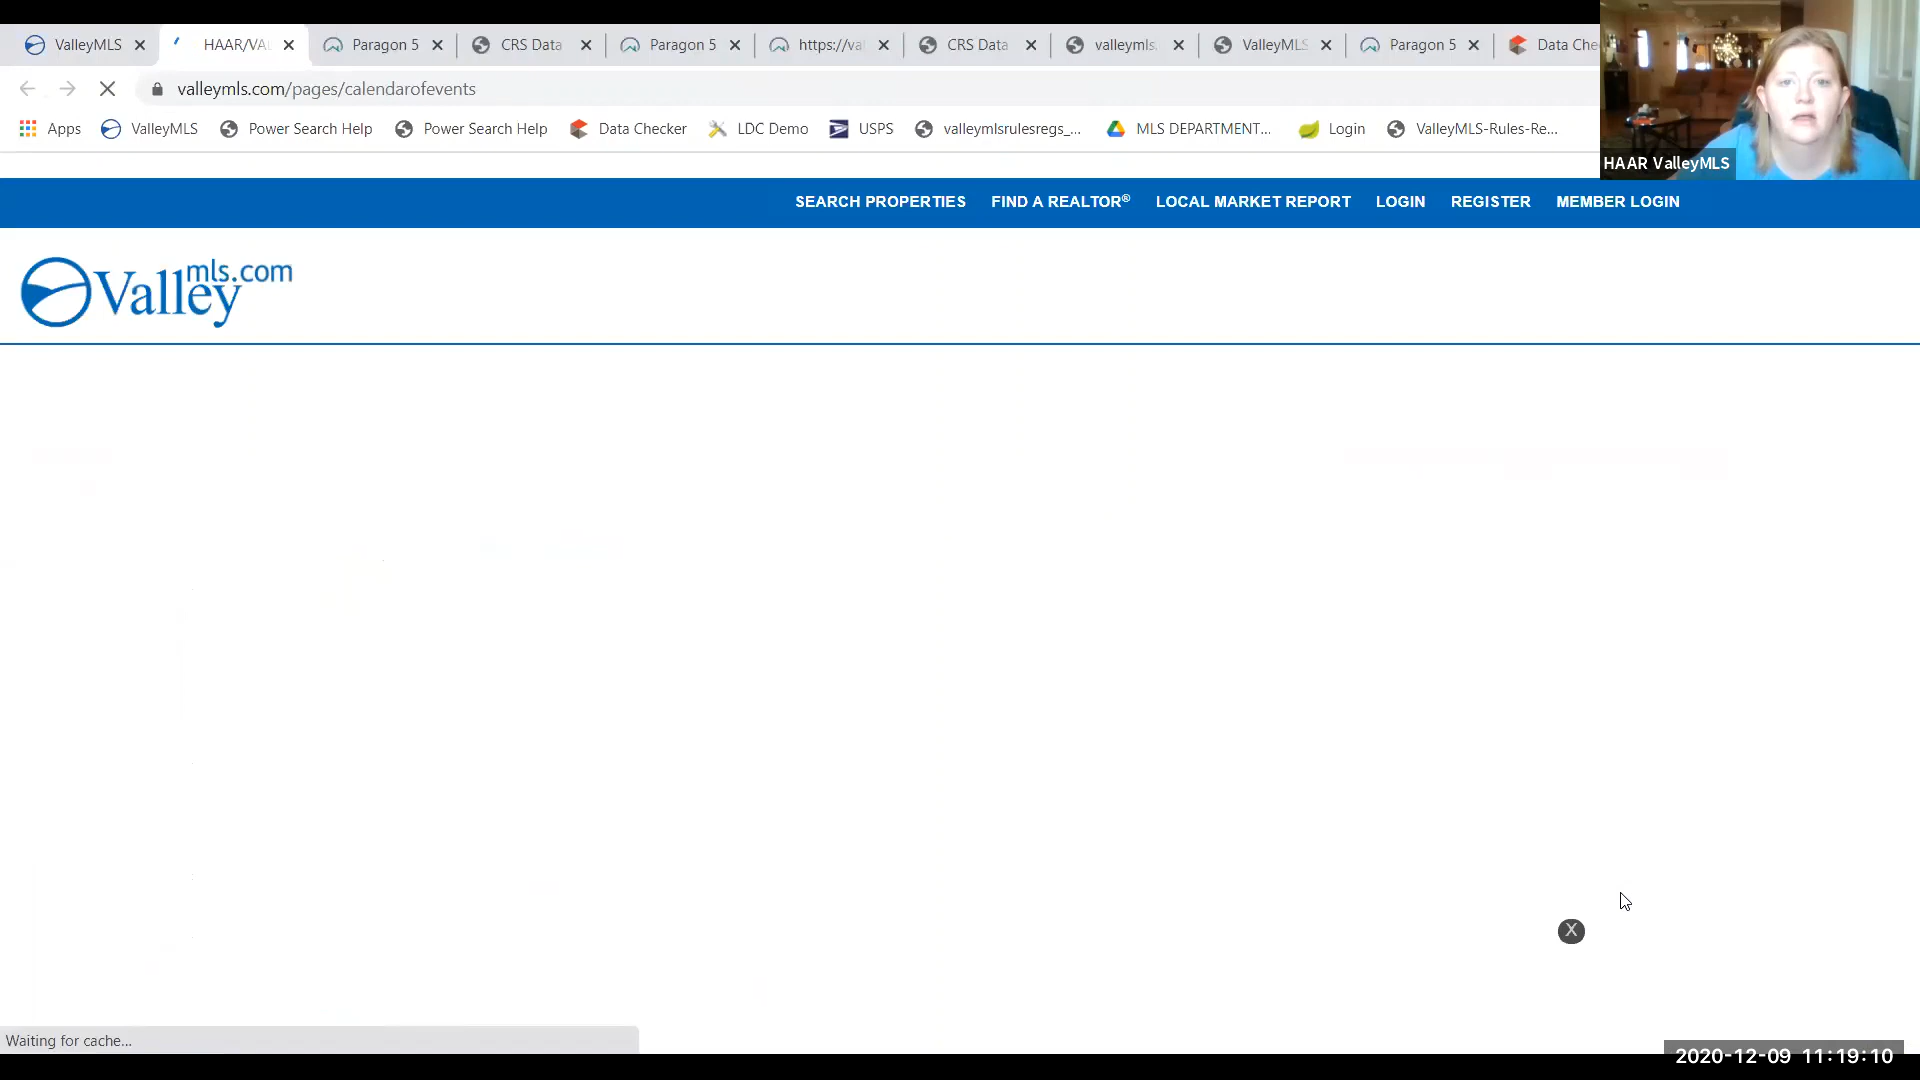 ValleyMLS
HAAR/VAL
Paragon 5
CRS Data
Paragon 5
https://val
CRS Data
valleymls.
ValleyMLS
Paragon 5
Data Che
valleymls.com/pages/calendarofevents
Apps
ValleyMLS
Power Search Help
Power Search Help
Data Checker
LDC Demo
USPS
valleymlsrulesregs_...
MLS DEPARTMENT...
Login
ValleyMLS-Rules-Re...
HAAR ValleyMLS
SEARCH PROPERTIES
FIND A REALTOR®
LOCAL MARKET REPORT
LOGIN
REGISTER
MEMBER LOGIN
Valleymls.com
X
Waiting for cache...
2020-12-09 11:19:10